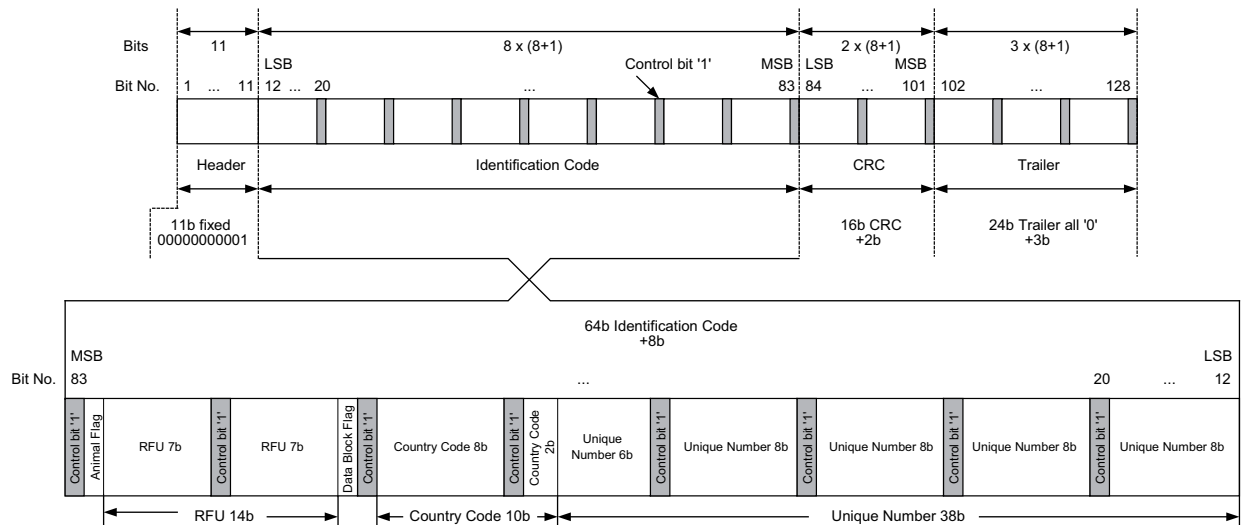 Bits 11 8 x (8+1) 2 x (8+1) 3 x (8+1)
LSB Control bit '1' MSB LSB MSB
Bit No. 1 ... 11 12 ... 20 ... 83 84 ... 101 102 ... 128
Header Identification Code CRC Trailer
11b fixed
00000000001
16b CRC
+2b
24b Trailer all '0'
+3b
64b Identification Code
+8b
MSB LSB
Bit No. 83 ... 20 ... 12
Control bit '1'
Animal Flag
RFU 7b
Control bit '1'
RFU 7b
Data Block Flag
Control bit '1'
Country Code 8b
Control bit '1'
Country Code
2b
Unique
Number 6b
Control bit '1'
Unique Number 8b
Control bit '1'
Unique Number 8b
Control bit '1'
Unique Number 8b
Control bit '1'
Unique Number 8b
RFU 14b Country Code 10b Unique Number 38b